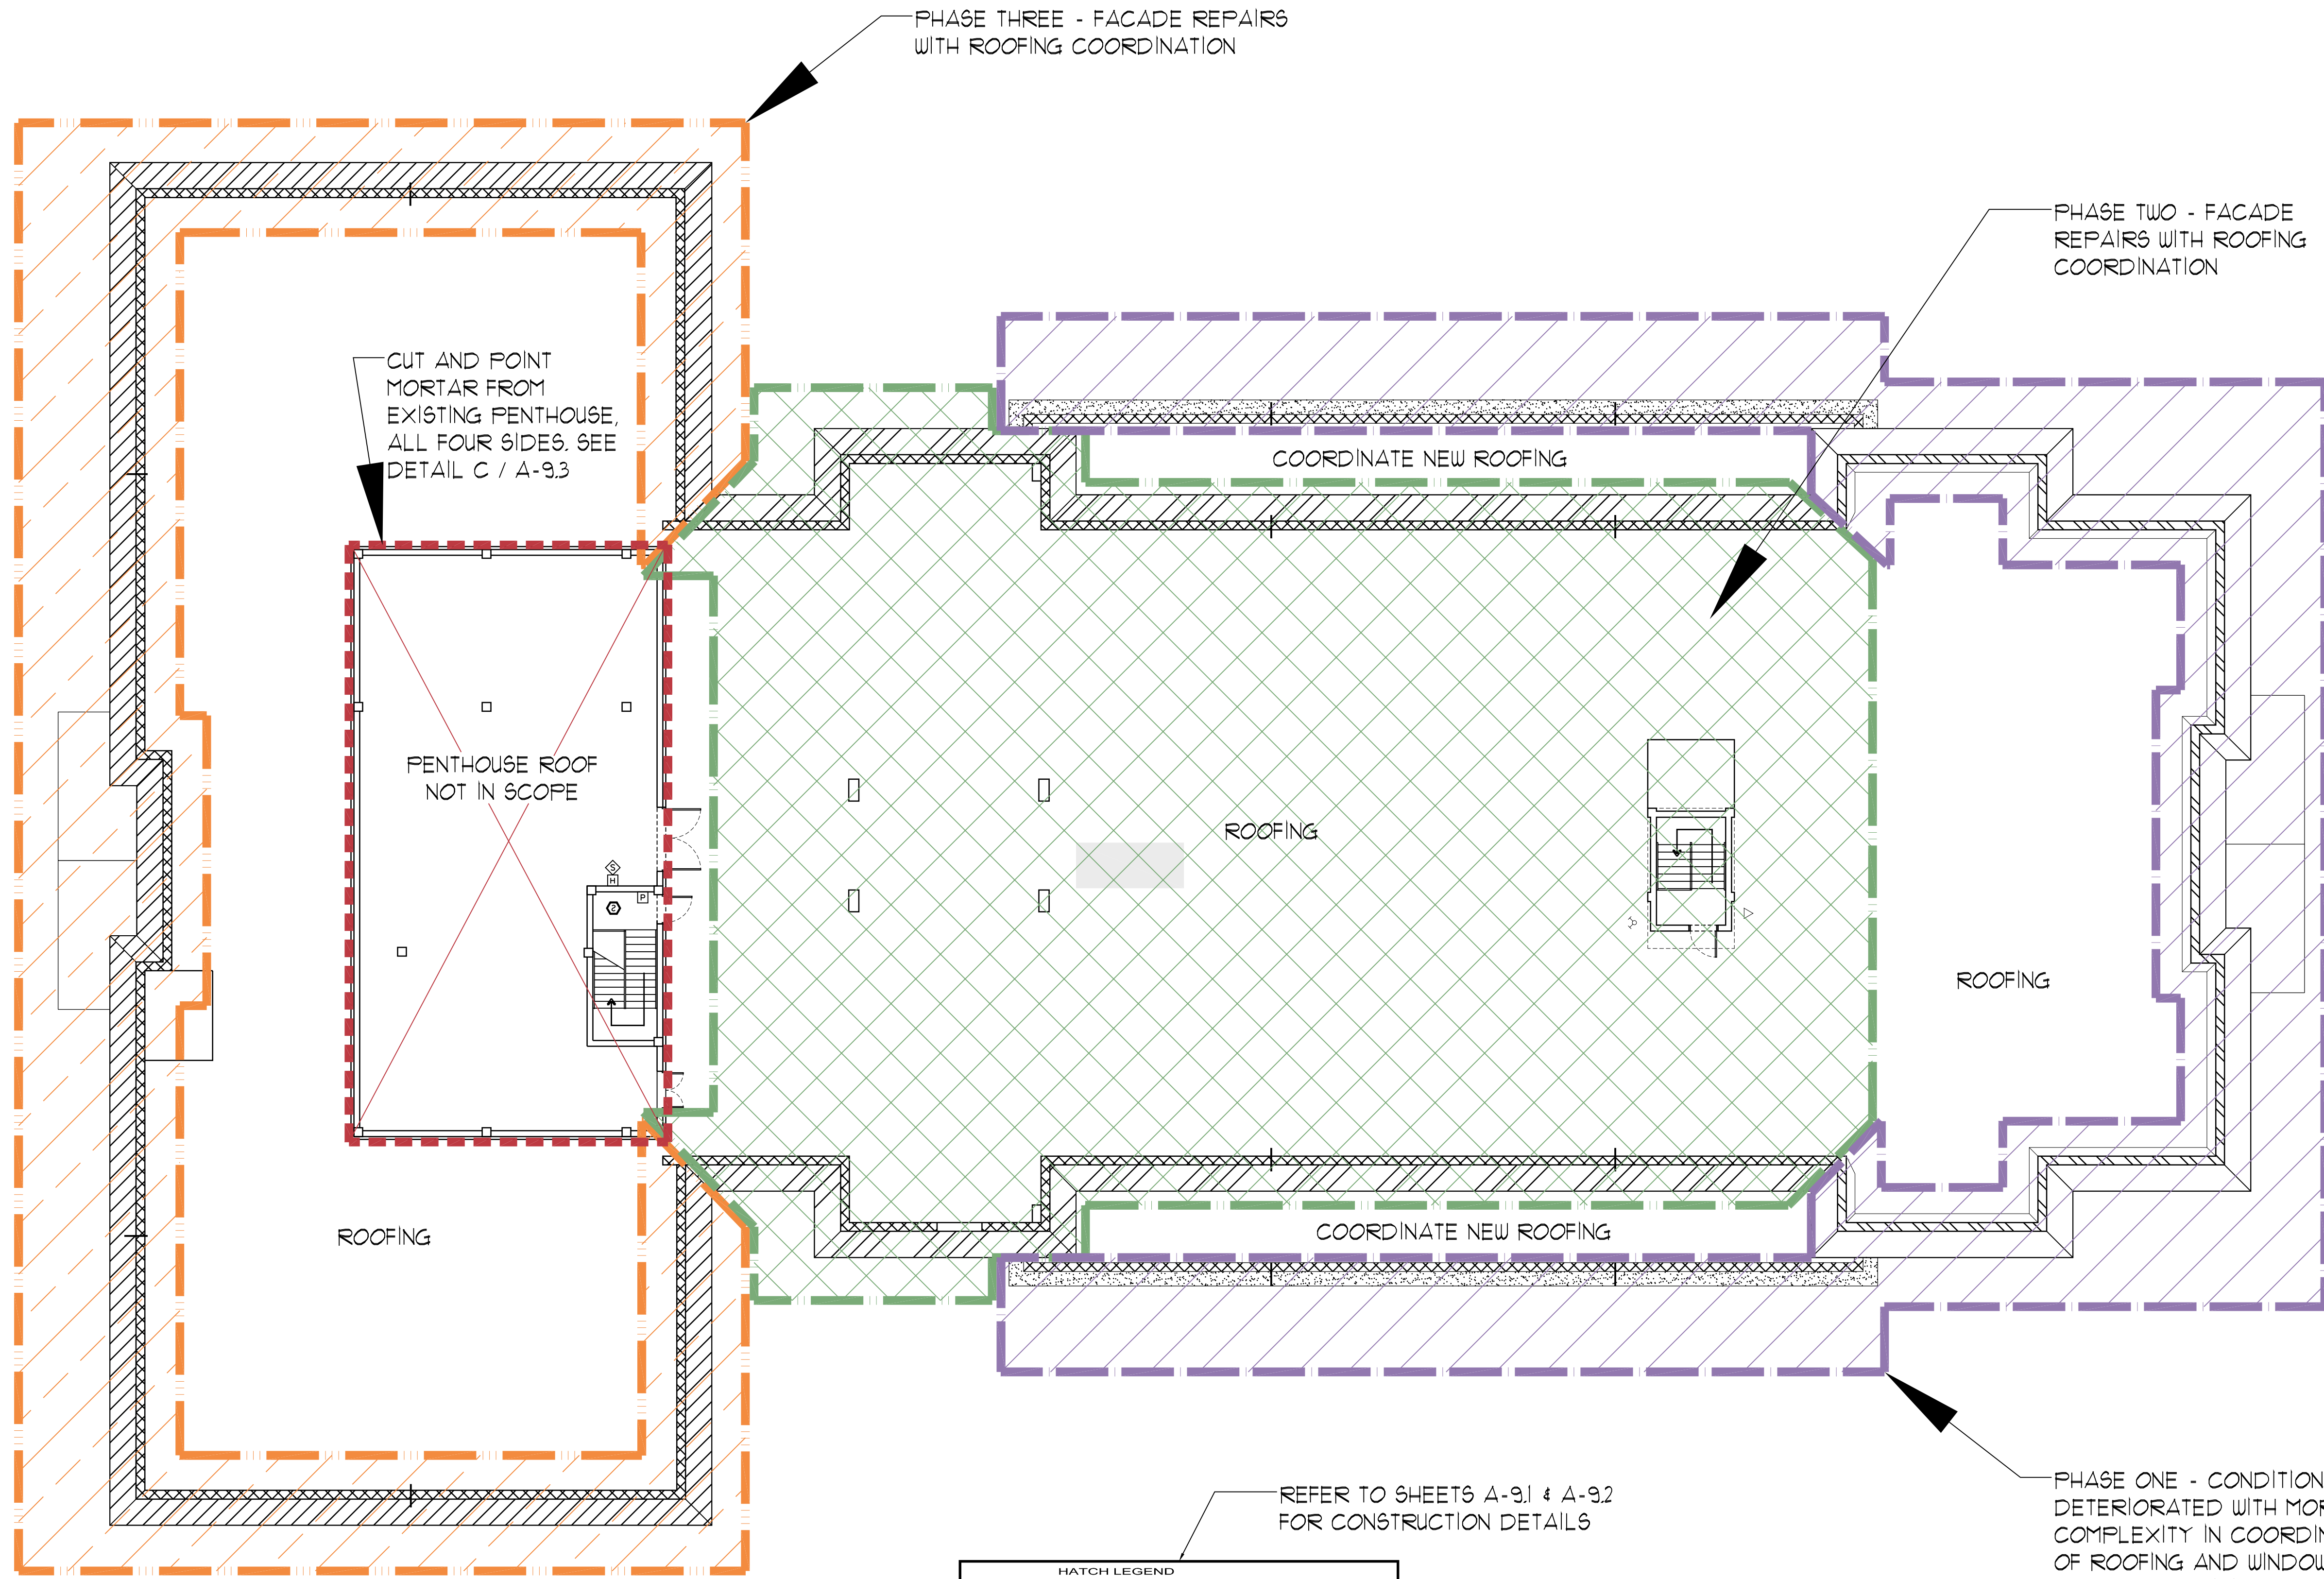 PHASE THREE - FACADE REPAIRS
WITH ROOFING COORDINATION
PHASE TWO - FACADE
REPAIRS WITH ROOFING
COORDINATION
CUT AND POINT
MORTAR FROM
EXISTING PENTHOUSE,
ALL FOUR SIDES. SEE
DETAIL C / A-9.3
COORDINATE NEW ROOFING
PENTHOUSE ROOF
NOT IN SCOPE
ROOFING
S
H
P
2
ROOFING
COORDINATE NEW ROOFING
ROOFING
REFER TO SHEETS A-9.1 & A-9.2
FOR CONSTRUCTION DETAILS
HATCH LEGEND
PHASE ONE - CONDITION
DETERIORATED WITH
COMPLEXITY IN
OF ROOFING AND